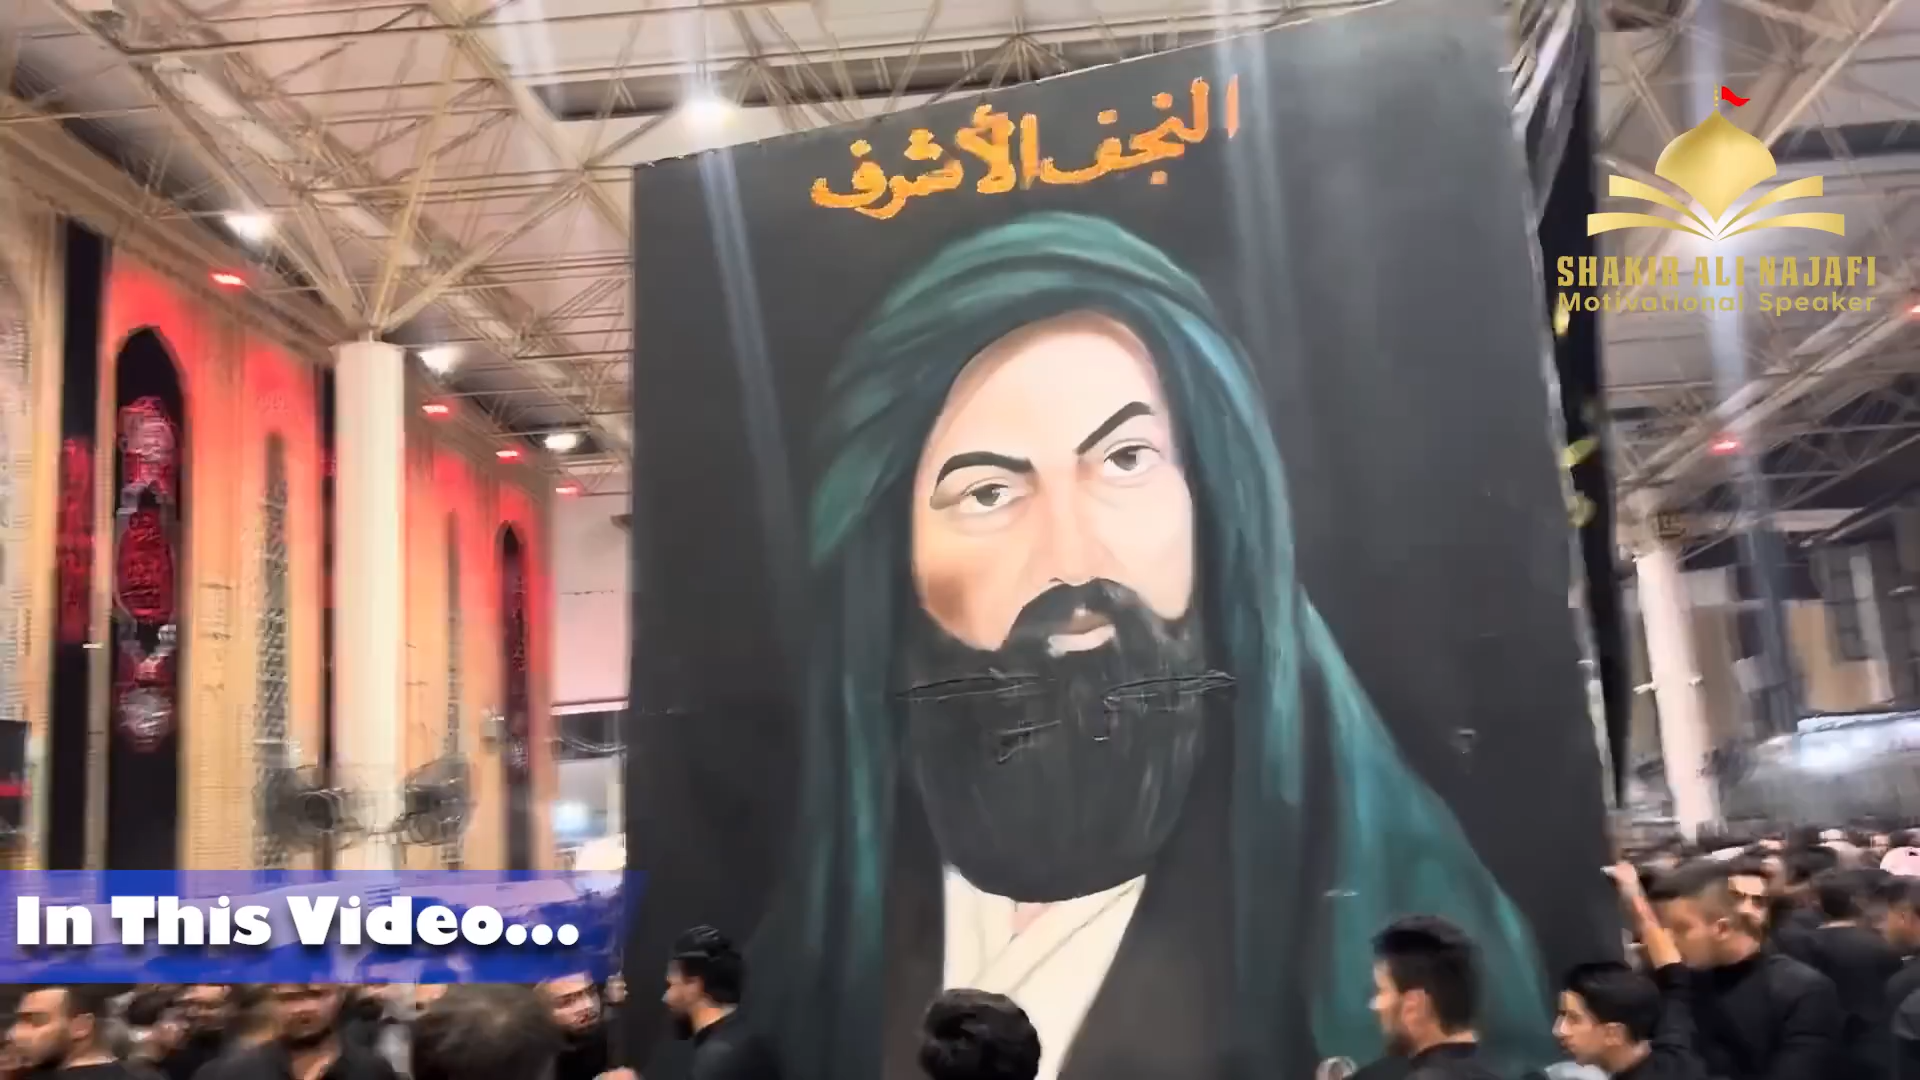 النجف الأشرف
SHAKIR ALI NAJAFI
Motivational Speaker
In This Video...